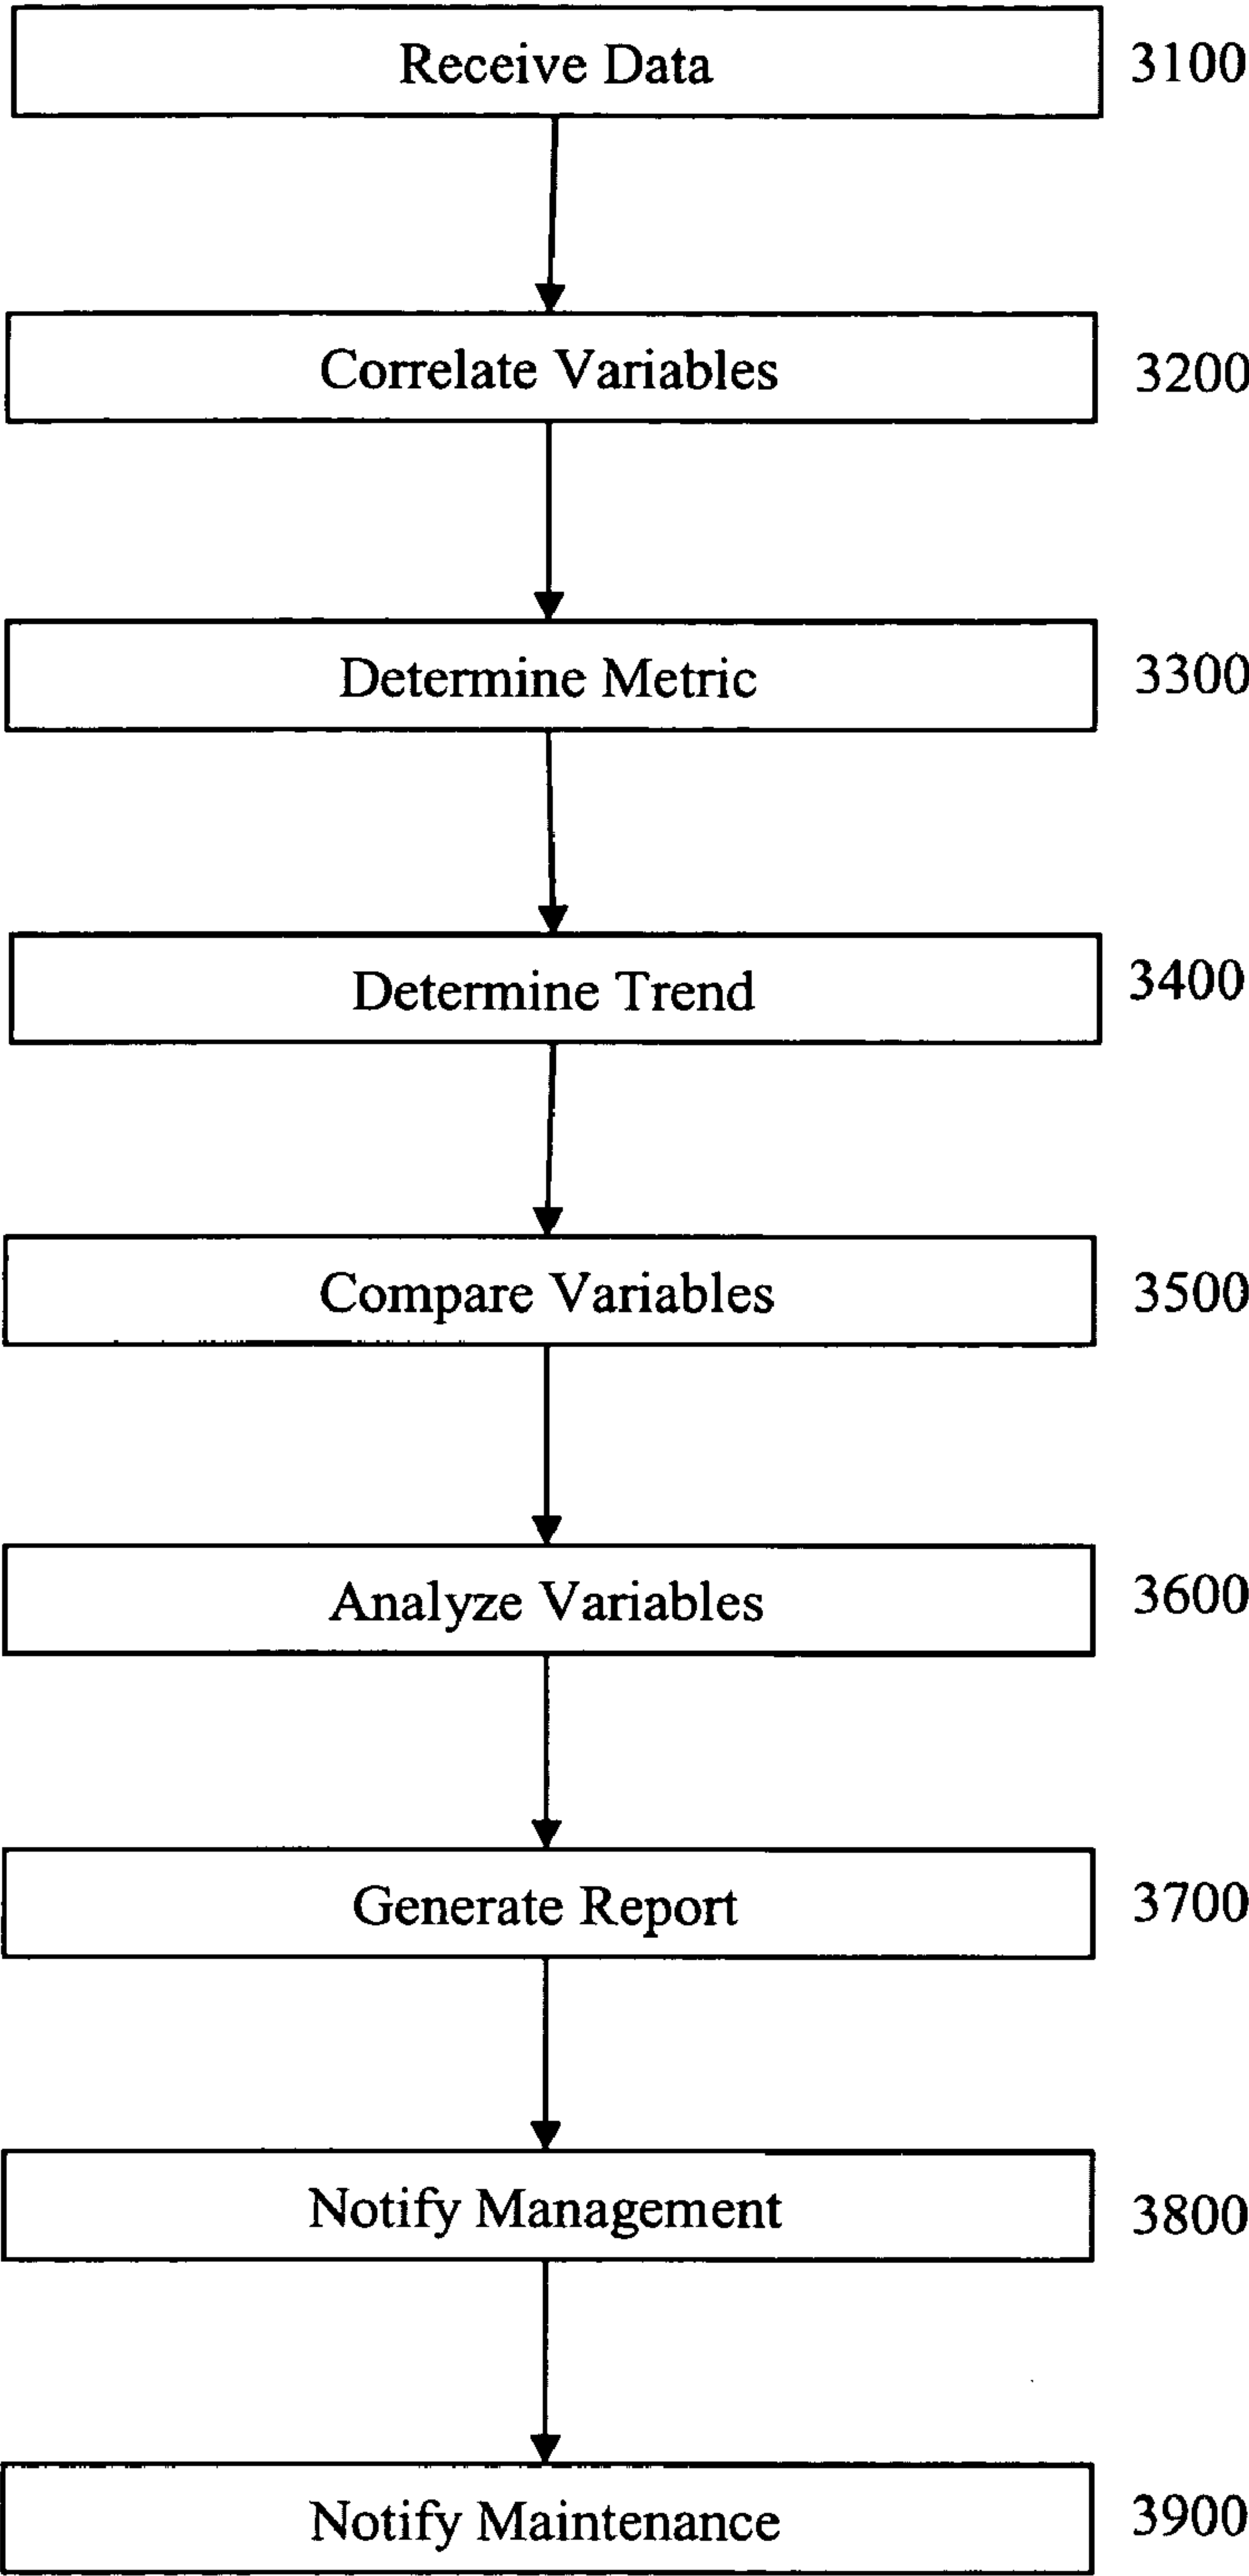 Receive Data 3100
Correlate Variables 3200
Determine Metric 3300
Determine Trend 3400
Compare Variables 3500
Analyze Variables 3600
Generate Report 3700
Notify Management 3800
Notify Maintenance 3900